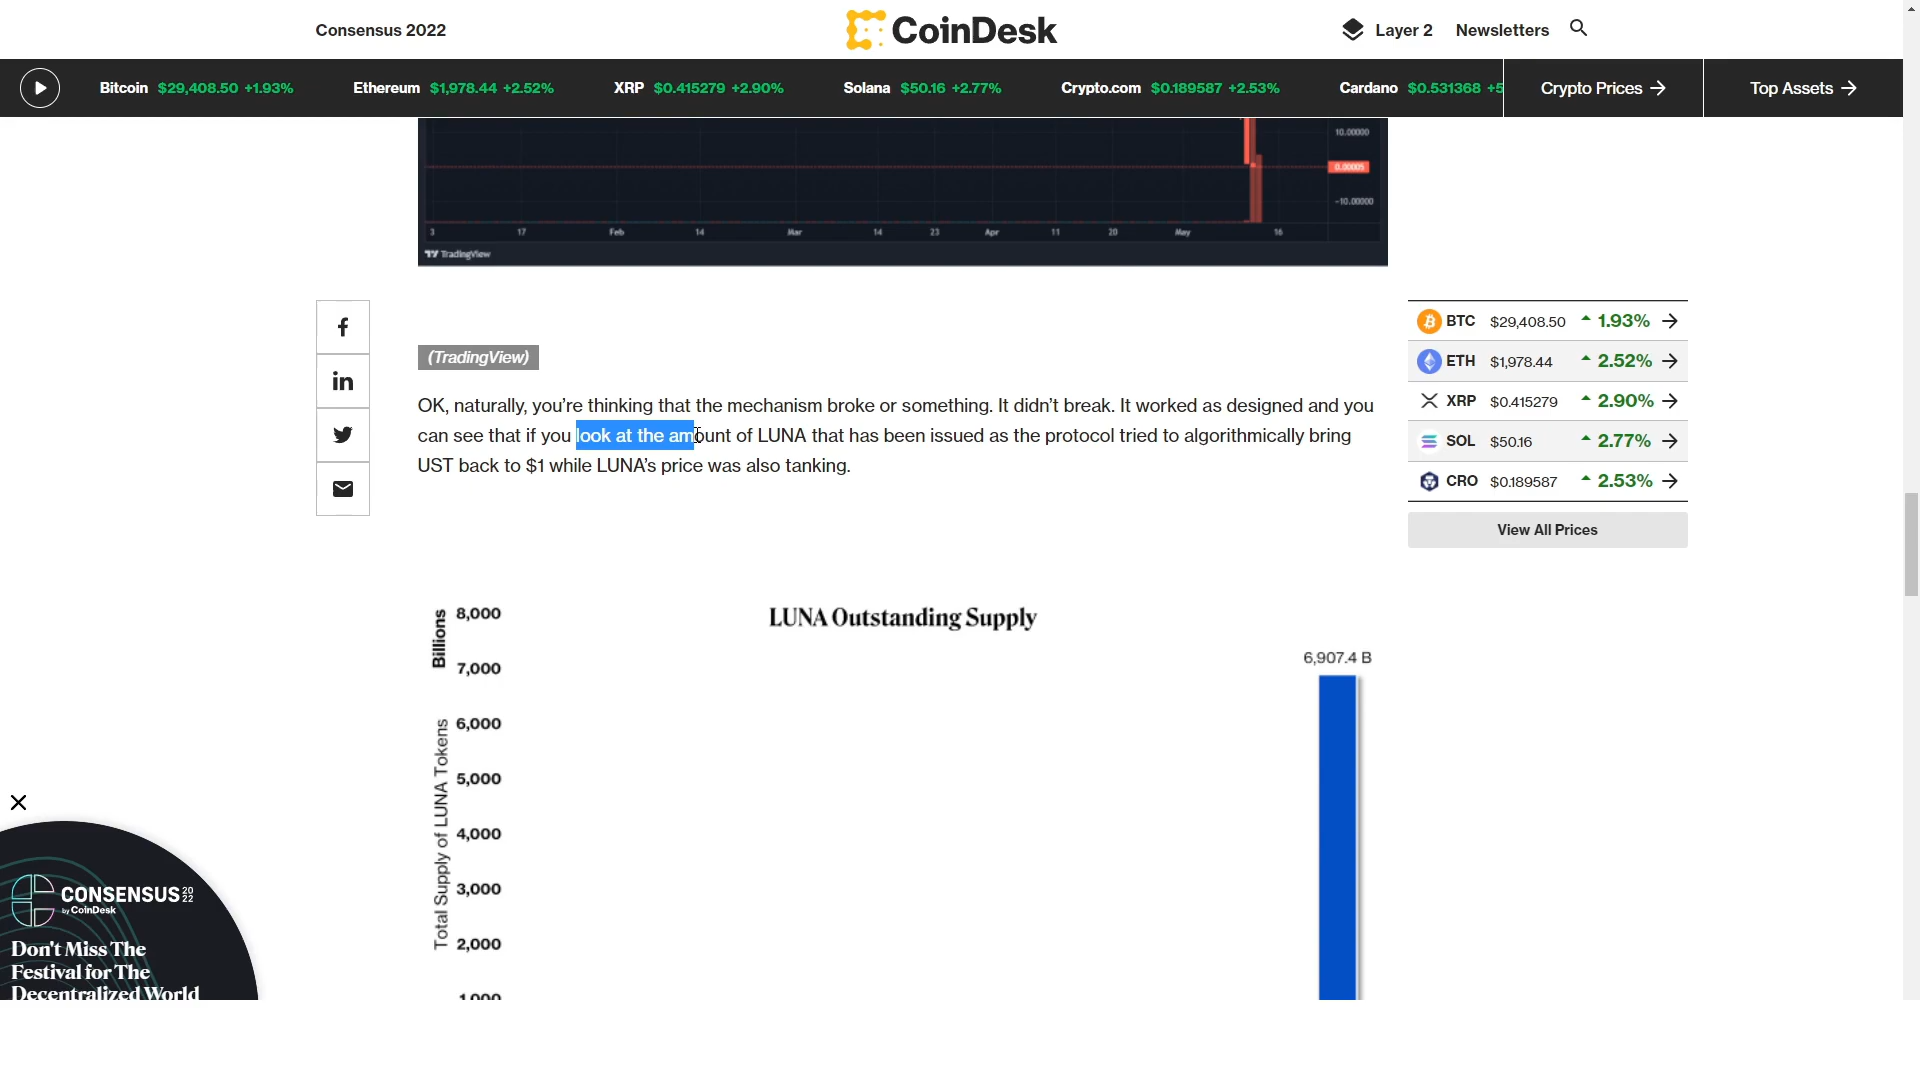 Consensus 2022
CoinDesk
Layer 2 Newsletters
Bitcoin $29,408.50 +1.93% Ethereum $1,978.44 +2.52% XRP $0.415279 +2.90% Solana $50.16 +2.77% Crypto.com $0.189587 +2.53% Cardano $0.531368 +5 Crypto Prices → Top Assets →
10.00000
0.00005
-10.00000
3 17 Feb 14 Mar 14 23 Apr 11 20 May 16
TradingView
(TradingView)
OK, naturally, you’re thinking that the mechanism broke or something. It didn’t break. It worked as designed and you
can see that if you look at the amount of LUNA that has been issued as the protocol tried to algorithmically bring
UST back to $1 while LUNA’s price was also tanking.
BTC $29,408.50 1.93% →
ETH $1,978.44 2.52% →
XRP $0.415279 2.90% →
SOL $50.16 2.77% →
CRO $0.189587 2.53% →
View All Prices
LUNA Outstanding Supply
Billions
Total Supply of LUNA Tokens
8,000
7,000
6,000
5,000
4,000
3,000
2,000
1,000
6,907.4 B
CONSENSUS 2022
by CoinDesk
Don't Miss The
Festival for The
Decentralized World